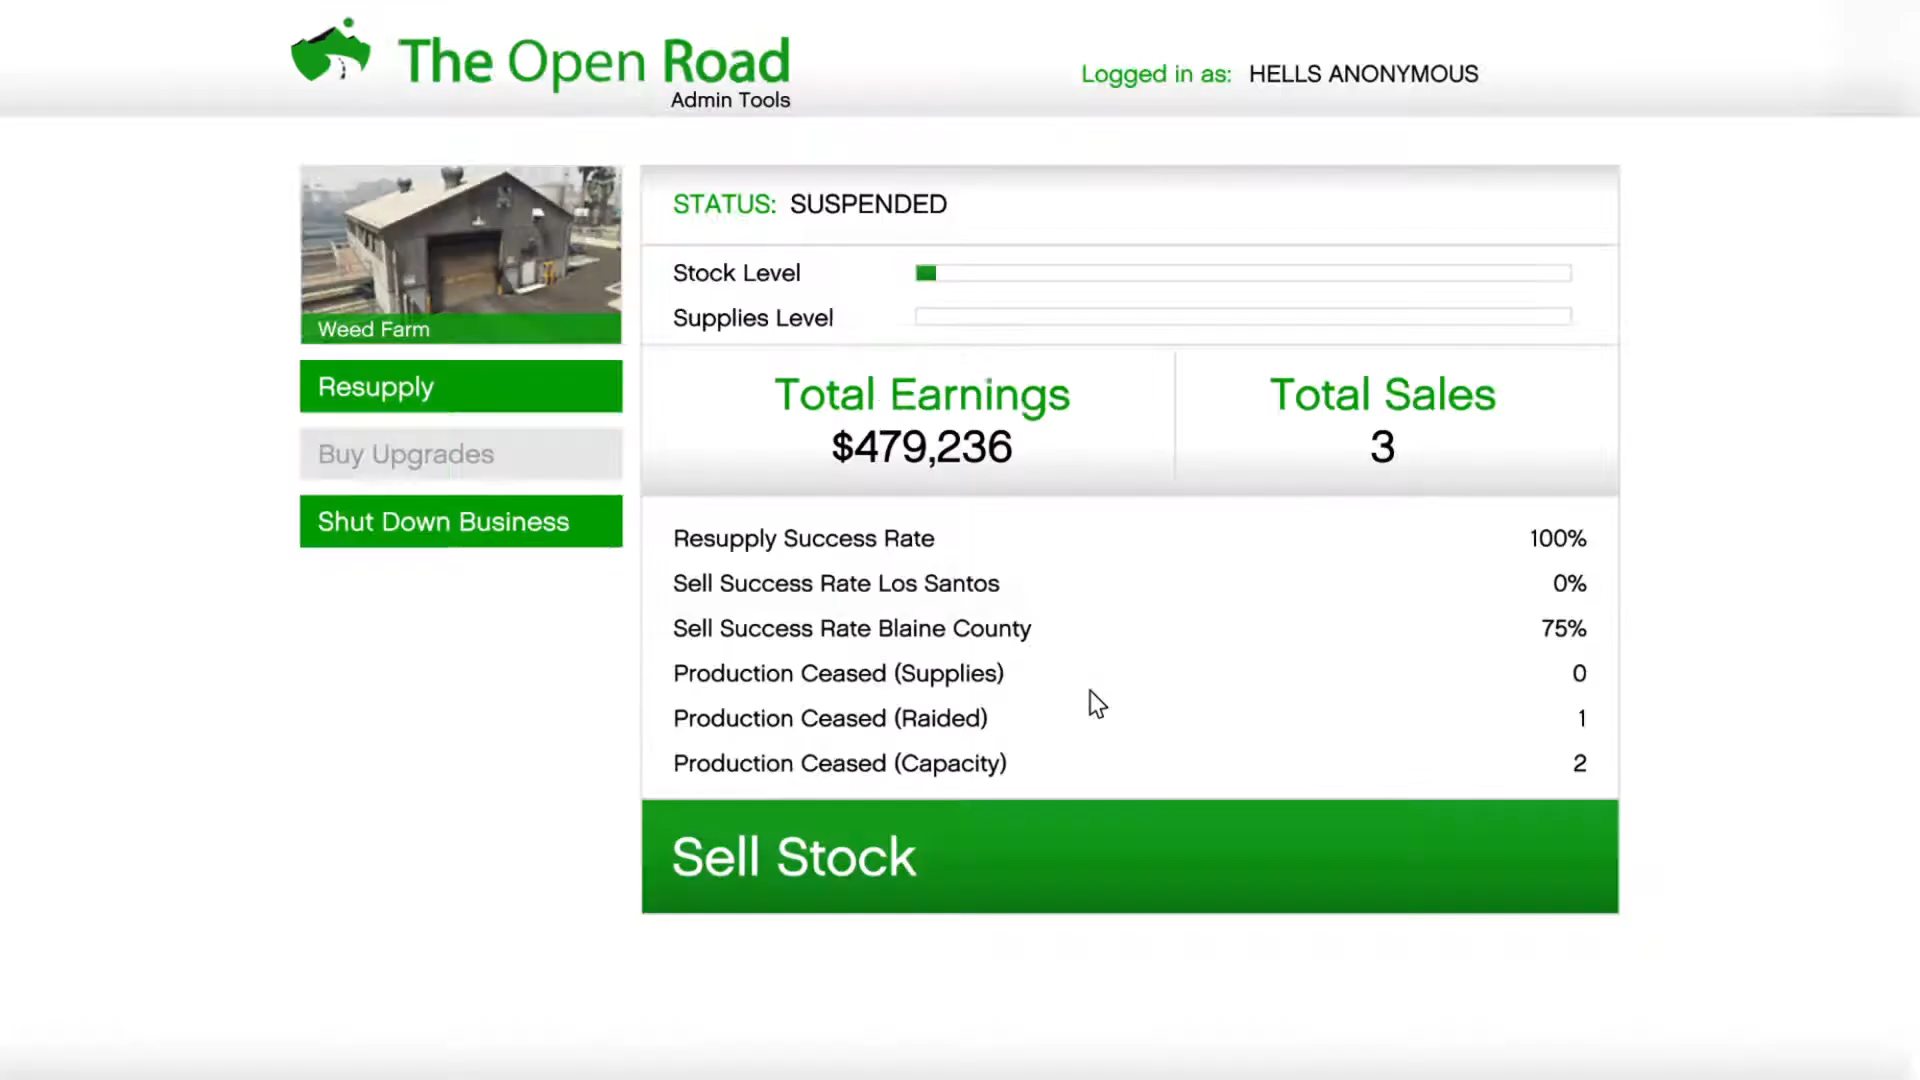 The Open Road
Admin Tools
Logged in as: HELLS ANONYMOUS
Weed Farm
Resupply
Buy Upgrades
Shut Down Business
STATUS: SUSPENDED
Stock Level
Supplies Level
Total Earnings
$479,236
Total Sales
3
Resupply Success Rate 100%
Sell Success Rate Los Santos 0%
Sell Success Rate Blaine County 75%
Production Ceased (Supplies) 0
Production Ceased (Raided) 1
Production Ceased (Capacity) 2
Sell Stock